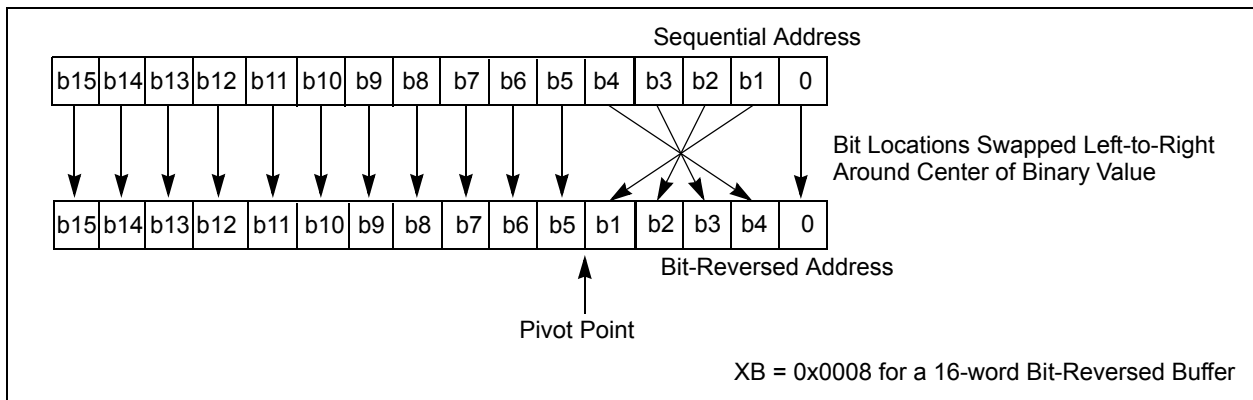 Sequential Address
b15 b14 b13 b12 b11 b10 b9 b8 b7 b6 b5 b4 b3 b2 b1 0
Bit Locations Swapped Left-to-Right
Around Center of Binary Value
b15 b14 b13 b12 b11 b10 b9 b8 b7 b6 b5 b1 b2 b3 b4 0
Bit-Reversed Address
Pivot Point
XB = 0x0008 for a 16-word Bit-Reversed Buffer